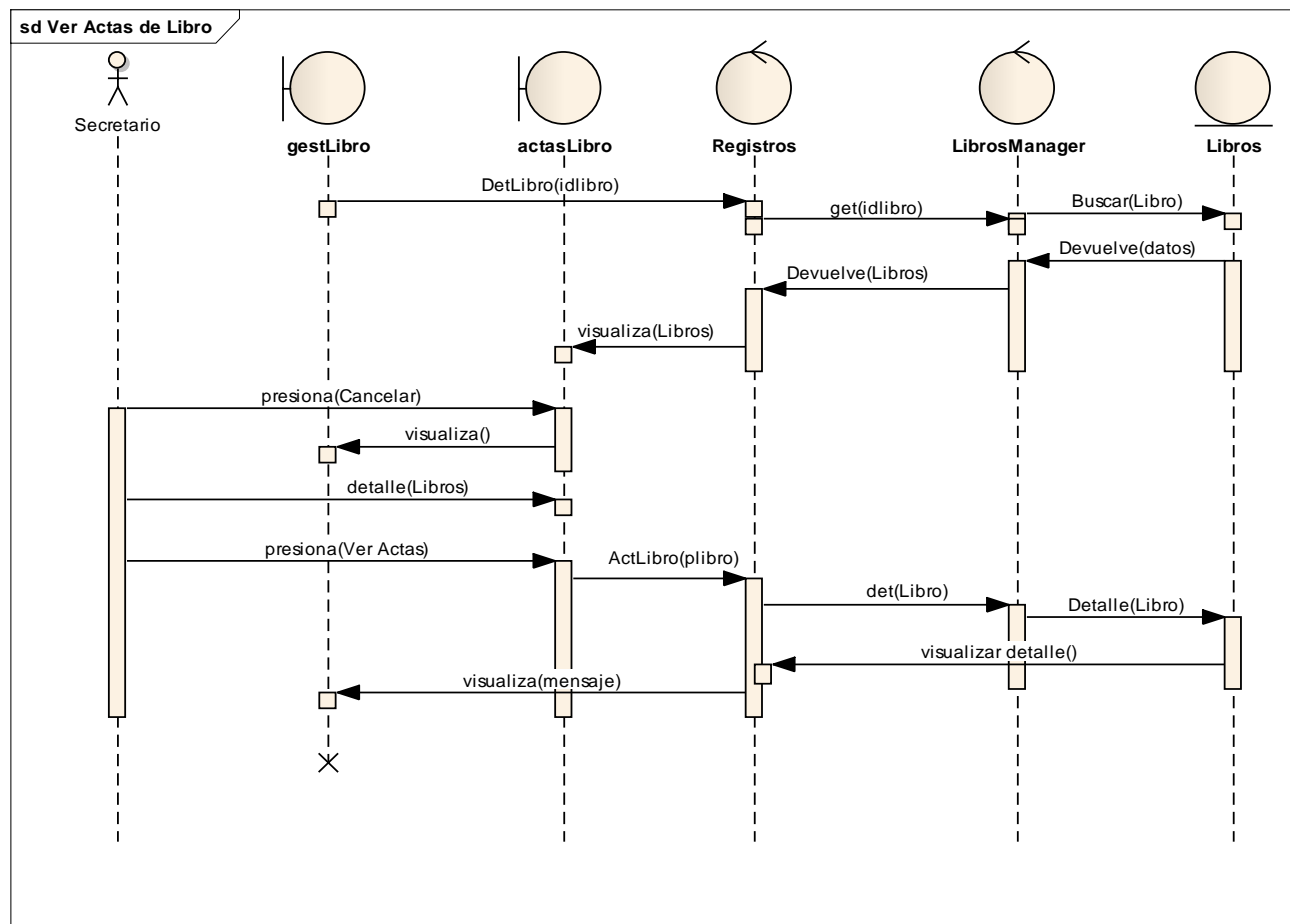 sd Ver Actas de Libro
Secretario
gestLibro
actasLibro
Registros
LibrosManager
Libros
DetLibro(idlibro)
get(idlibro)
Buscar(Libro)
Devuelve(datos)
Devuelve(Libros)
visualiza(Libros)
presiona(Cancelar)
visualiza()
detalle(Libros)
presiona(Ver Actas)
ActLibro(plibro)
det(Libro)
Detalle(Libro)
visualizar detalle()
visualiza(mensaje)